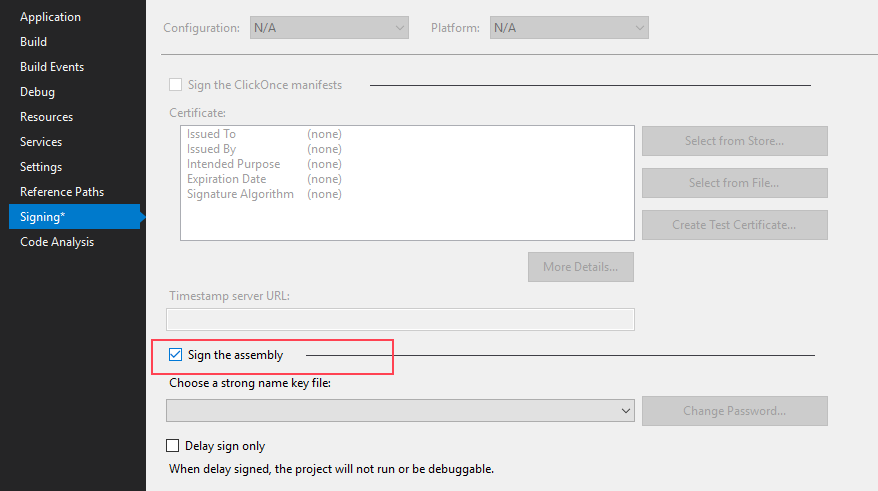 Application
Build
Build Events
Debug
Resources
Services
Settings
Reference Paths
Signing*
Code Analysis
Configuration: N/A Platform: N/A
Sign the ClickOnce manifests
Certificate:
Issued To (none)
Issued By (none)
Intended Purpose (none)
Expiration Date (none)
Signature Algorithm (none)
Select from Store...
Select from File...
Create Test Certificate...
More Details...
Timestamp server URL:
Sign the assembly
Choose a strong name key file:
Change Password...
Delay sign only
When delay signed, the project will not run or be debuggable.